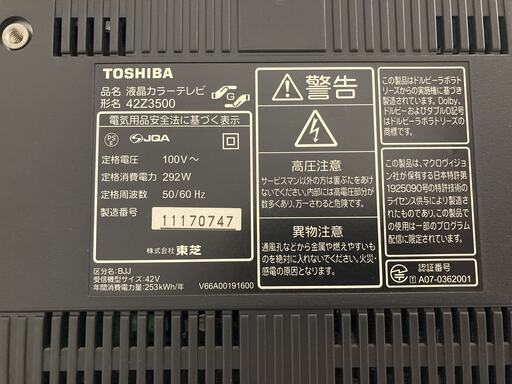 TOSHIBA
品名 液晶カラーテレビ
形名 42Z3500
G
電気用品安全法に基づく表示
PS E JQA
定格電圧 100V～
定格消費電力 292W
定格周波数 50/60 Hz
製造番号 11170747
株式会社 東芝
区分名:BJJ
受信機型サイズ:42V
年間消費電力量:253kWh/年 V66A00191600
警告
高圧注意
サービスマン以外の方は裏ぶたをあけ
ないでください。内部には高電圧部分が
数多くあり、万一さわると危険です。
異物注意
通風孔などから金属や燃えやすい
ものを入れないでください。火災・
感電の原因となります。
この製品はドルビーラボラト
リーズからの実施権に基づき
製造されています。Dolby、
ドルビーおよびダブルD記号
はドルビーラボラトリーズの
商標です。
この製品は、マクロヴィジョン
社が保有する日本特許第
1925090号の特許技術の
ライセンス供与により製造
されたものであり、この使
用の一部のプログラム
配信に限定されています。
認証番号
T A07-0362001